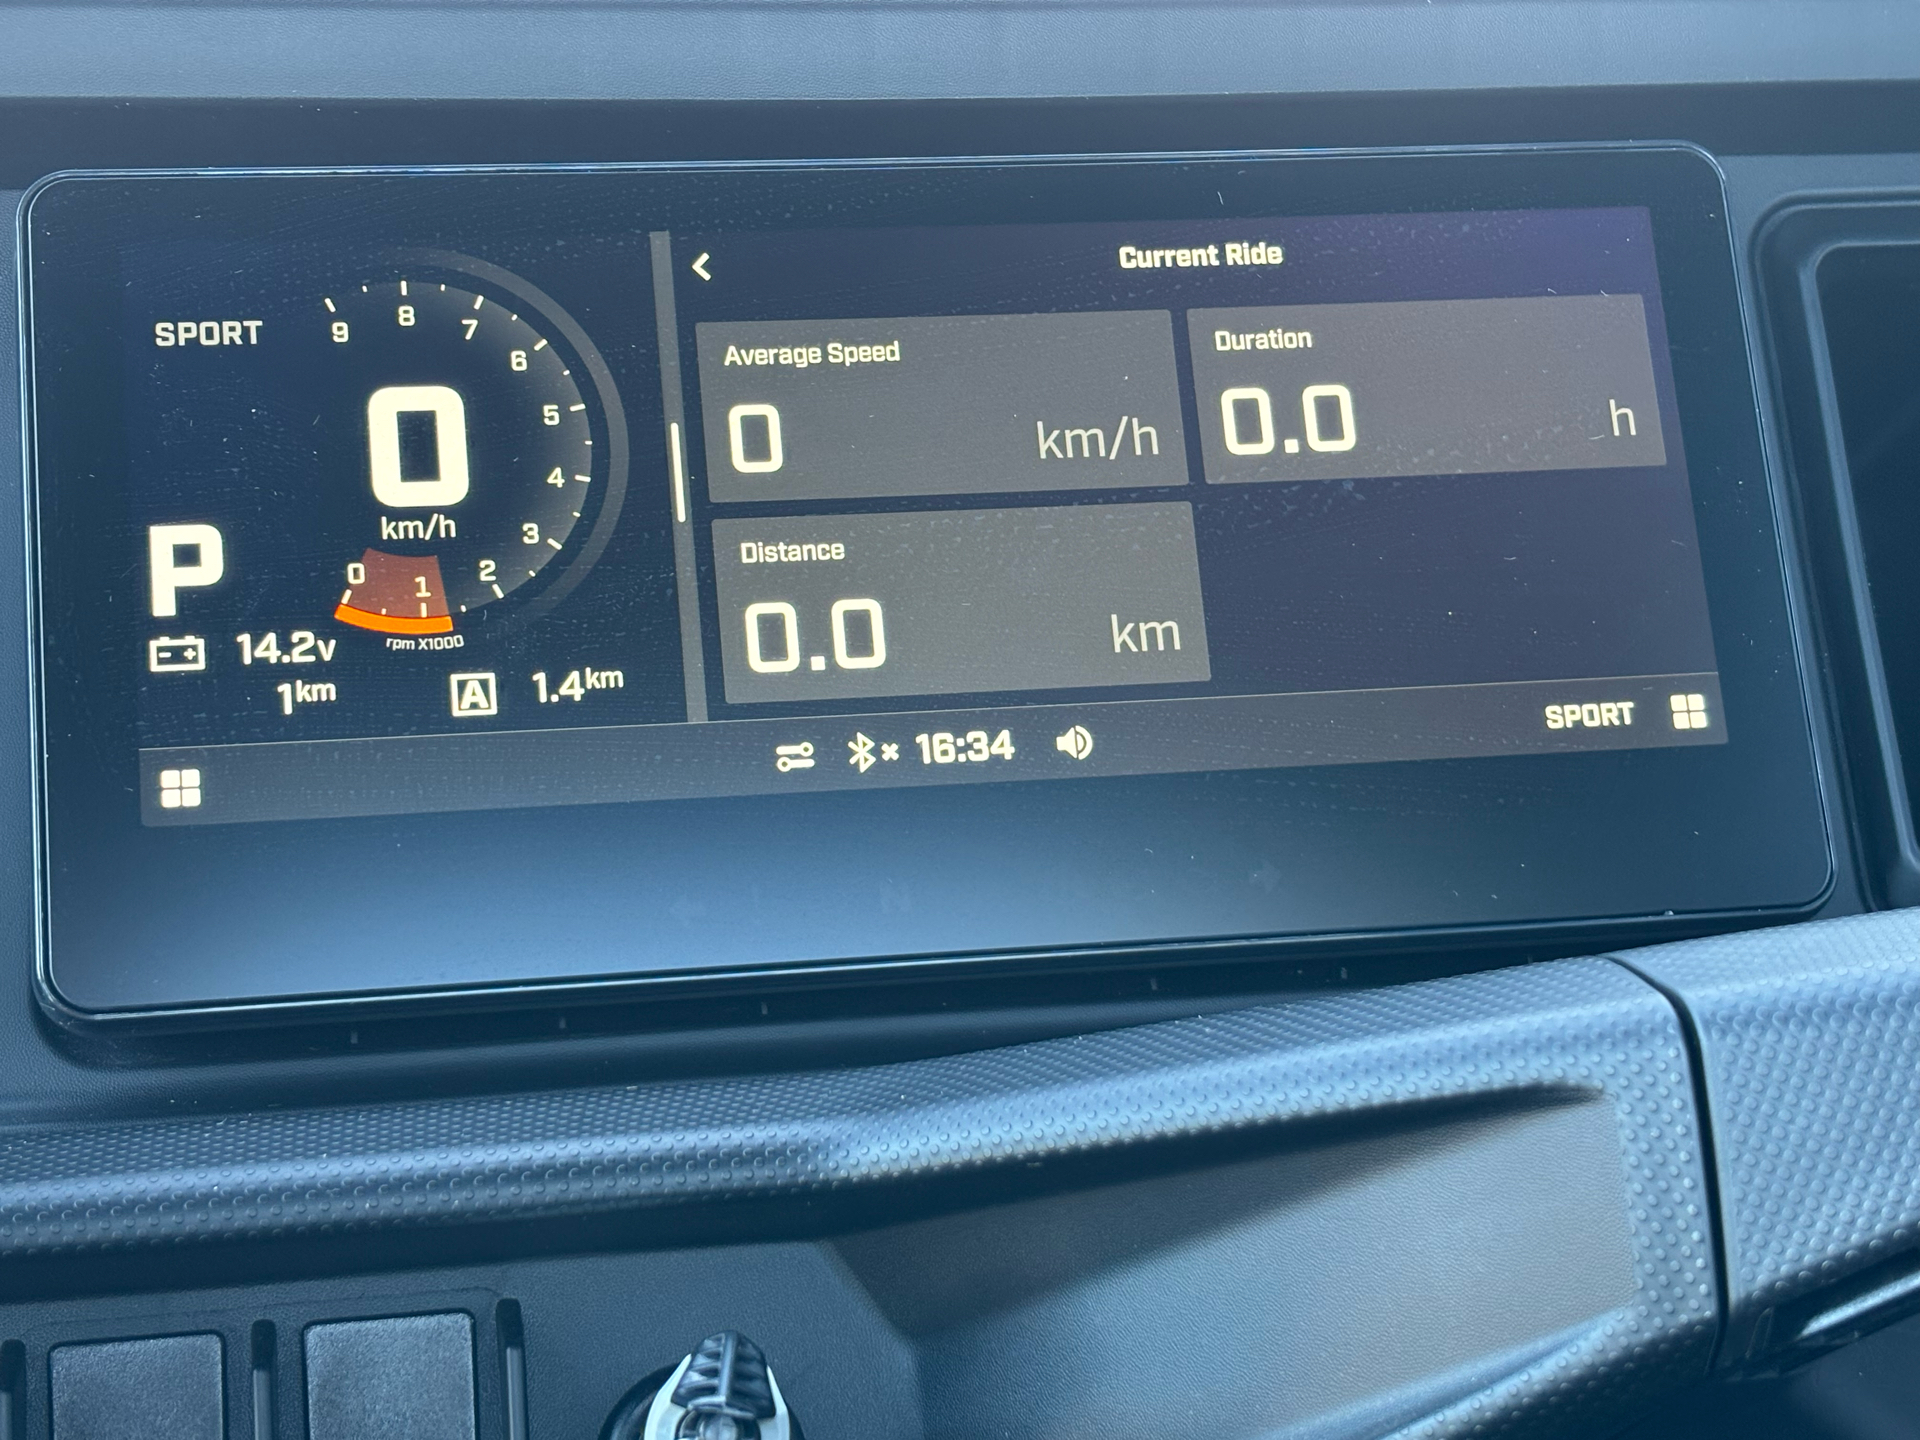 SPORT
9
8
7
6
5
4
3
2
1
0
0
km/h
rpm X1000
P
14.2v
1km
A
1.4km
Current Ride
Average Speed
0 km/h
Duration
0.0 h
Distance
0.0 km
16:34
SPORT